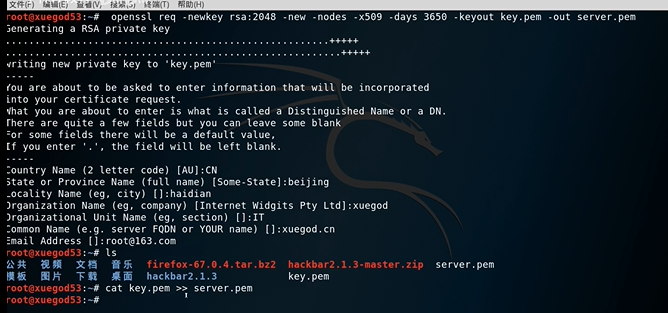 文件(F) 编辑(E) 查看(V) 搜索(S) 终端(T) 帮助(H)
root@xuegod53:~# openssl req -newkey rsa:2048 -new -nodes -x509 -days 3650 -keyout key.pem -out server.pem
Generating a RSA private key
......................................................+++++
........................................................+++++
writing new private key to 'key.pem'
-----
You are about to be asked to enter information that will be incorporated
into your certificate request.
What you are about to enter is what is called a Distinguished Name or a DN.
There are quite a few fields but you can leave some blank
For some fields there will be a default value,
If you enter '.', the field will be left blank.
-----
Country Name (2 letter code) [AU]:CN
State or Province Name (full name) [Some-State]:beijing
Locality Name (eg, city) []:haidian
Organization Name (eg, company) [Internet Widgits Pty Ltd]:xuegod
Organizational Unit Name (eg, section) []:IT
Common Name (e.g. server FQDN or YOUR name) []:xuegod.cn
Email Address []:root@163.com
root@xuegod53:~# ls
公共 视频 文档 音乐 firefox-67.0.4.tar.bz2 hackbar2.1.3-master.zip server.pem
模板 图片 下载 桌面 hackbar2.1.3 key.pem
root@xuegod53:~# cat key.pem >> server.pem
root@xuegod53:~#